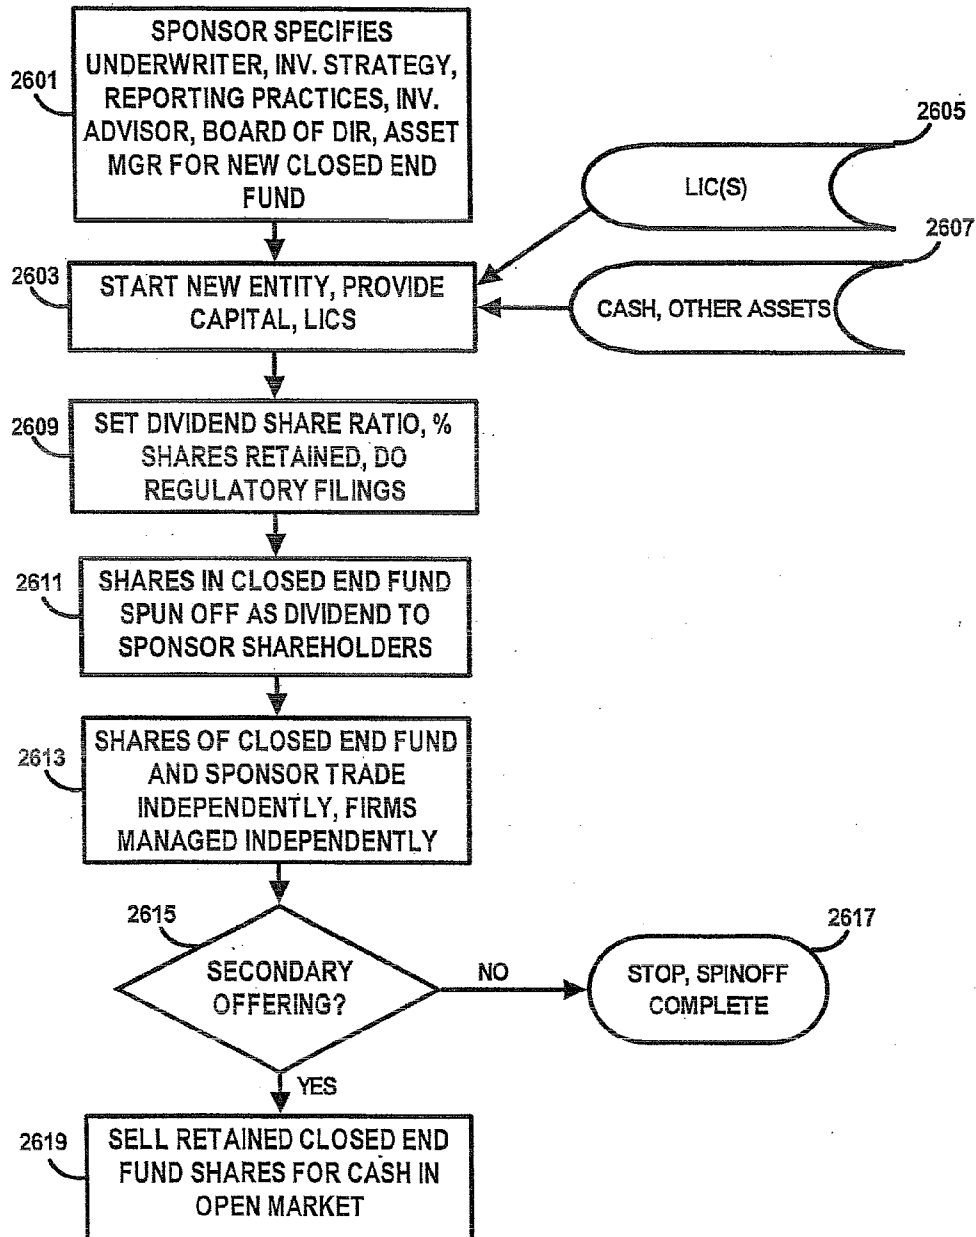 SPONSOR SPECIFIES
UNDERWRITER, INV. STRATEGY,
REPORTING PRACTICES, INV.
ADVISOR, BOARD OF DIR, ASSET
MGR FOR NEW CLOSED END
FUND
2601
2605
LIC(S)
2607
CASH, OTHER ASSETS
2603
START NEW ENTITY, PROVIDE
CAPITAL, LICS
2609
SET DIVIDEND SHARE RATIO, %
SHARES RETAINED, DO
REGULATORY FILINGS
2611
SHARES IN CLOSED END FUND
SPUN OFF AS DIVIDEND TO
SPONSOR SHAREHOLDERS
2613
SHARES OF CLOSED END FUND
AND SPONSOR TRADE
INDEPENDENTLY, FIRMS
MANAGED INDEPENDENTLY
2615
SECONDARY
OFFERING?
NO
2617
STOP, SPINOFF
COMPLETE
YES
2619
SELL RETAINED CLOSED END
FUND SHARES FOR CASH IN
OPEN MARKET